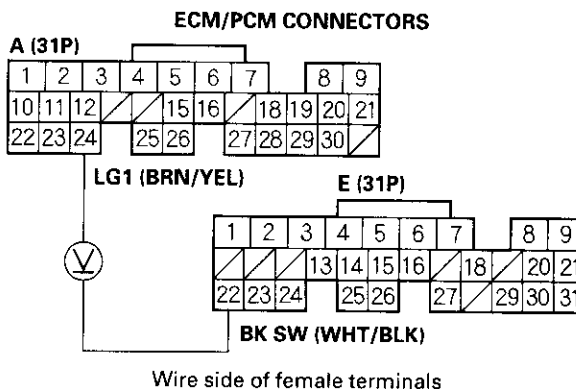 ECM/PCM CONNECTORS
A (31P)
1 2 3 4 5 6 7 8 9
10 11 12 15 16 18 19 20 21
22 23 24 25 26 27 28 29 30
LG1 (BRN/YEL)
E (31P)
1 2 3 4 5 6 7 8 9
13 14 15 16 18 20 21
22 23 24 25 26 27 29 30 31
V
BK SW (WHT/BLK)
Wire side of female terminals